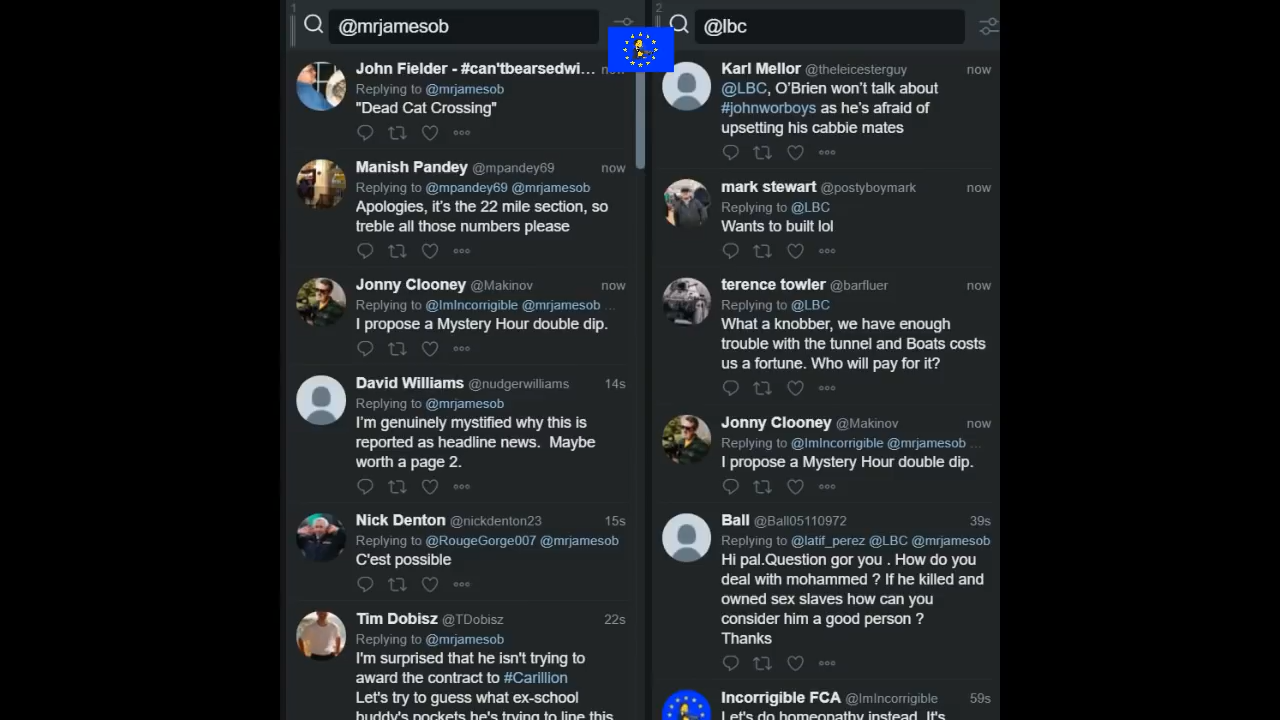 1
@mrjamesob
John Fielder - #can'tbearsedwi... now
Replying to @mrjamesob
"Dead Cat Crossing"
Manish Pandey @mpandey69 now
Replying to @mpandey69 @mrjamesob
Apologies, it's the 22 mile section, so
treble all those numbers please
Jonny Clooney @Makinov now
Replying to @ImIncorrigible @mrjamesob ...
I propose a Mystery Hour double dip.
David Williams @nudgerwilliams 14s
Replying to @mrjamesob
I'm genuinely mystified why this is
reported as headline news.  Maybe
worth a page 2.
Nick Denton @nickdenton23 15s
Replying to @RougeGorge007 @mrjamesob
C'est possible
Tim Dobisz @TDobisz 22s
Replying to @mrjamesob
I'm surprised that he isn't trying to
award the contract to #Carillion
Let's try to guess what ex-school
buddy's pockets he's trying to line this
2
@lbc
Karl Mellor @theleicesterguy now
@LBC, O'Brien won't talk about
#johnworboys as he's afraid of
upsetting his cabbie mates
mark stewart @postyboymark now
Replying to @LBC
Wants to built lol
terence towler @barfluer now
Replying to @LBC
What a knobber, we have enough
trouble with the tunnel and Boats costs
us a fortune. Who will pay for it?
Jonny Clooney @Makinov now
Replying to @ImIncorrigible @mrjamesob ...
I propose a Mystery Hour double dip.
Ball @Ball05110972 39s
Replying to @latif_perez @LBC @mrjamesob
Hi pal.Question gor you . How do you
deal with mohammed ? If he killed and
owned sex slaves how can you
consider him a good person ?
Thanks
Incorrigible FCA @ImIncorrigible 59s
Let's do homeopathy instead. It's